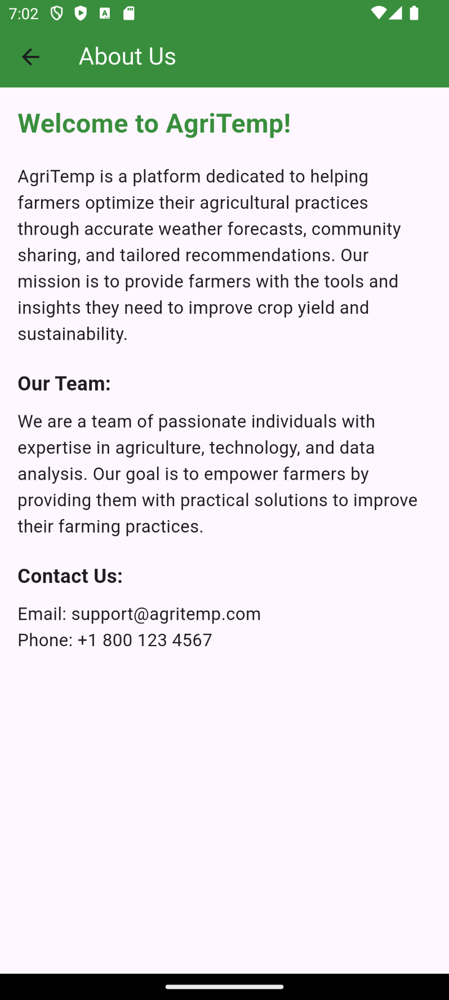 7:02
About Us
Welcome to AgriTemp!
AgriTemp is a platform dedicated to helping
farmers optimize their agricultural practices
through accurate weather forecasts, community
sharing, and tailored recommendations. Our
mission is to provide farmers with the tools and
insights they need to improve crop yield and
sustainability.
Our Team:
We are a team of passionate individuals with
expertise in agriculture, technology, and data
analysis. Our goal is to empower farmers by
providing them with practical solutions to improve
their farming practices.
Contact Us:
Email: support@agritemp.com
Phone: +1 800 123 4567